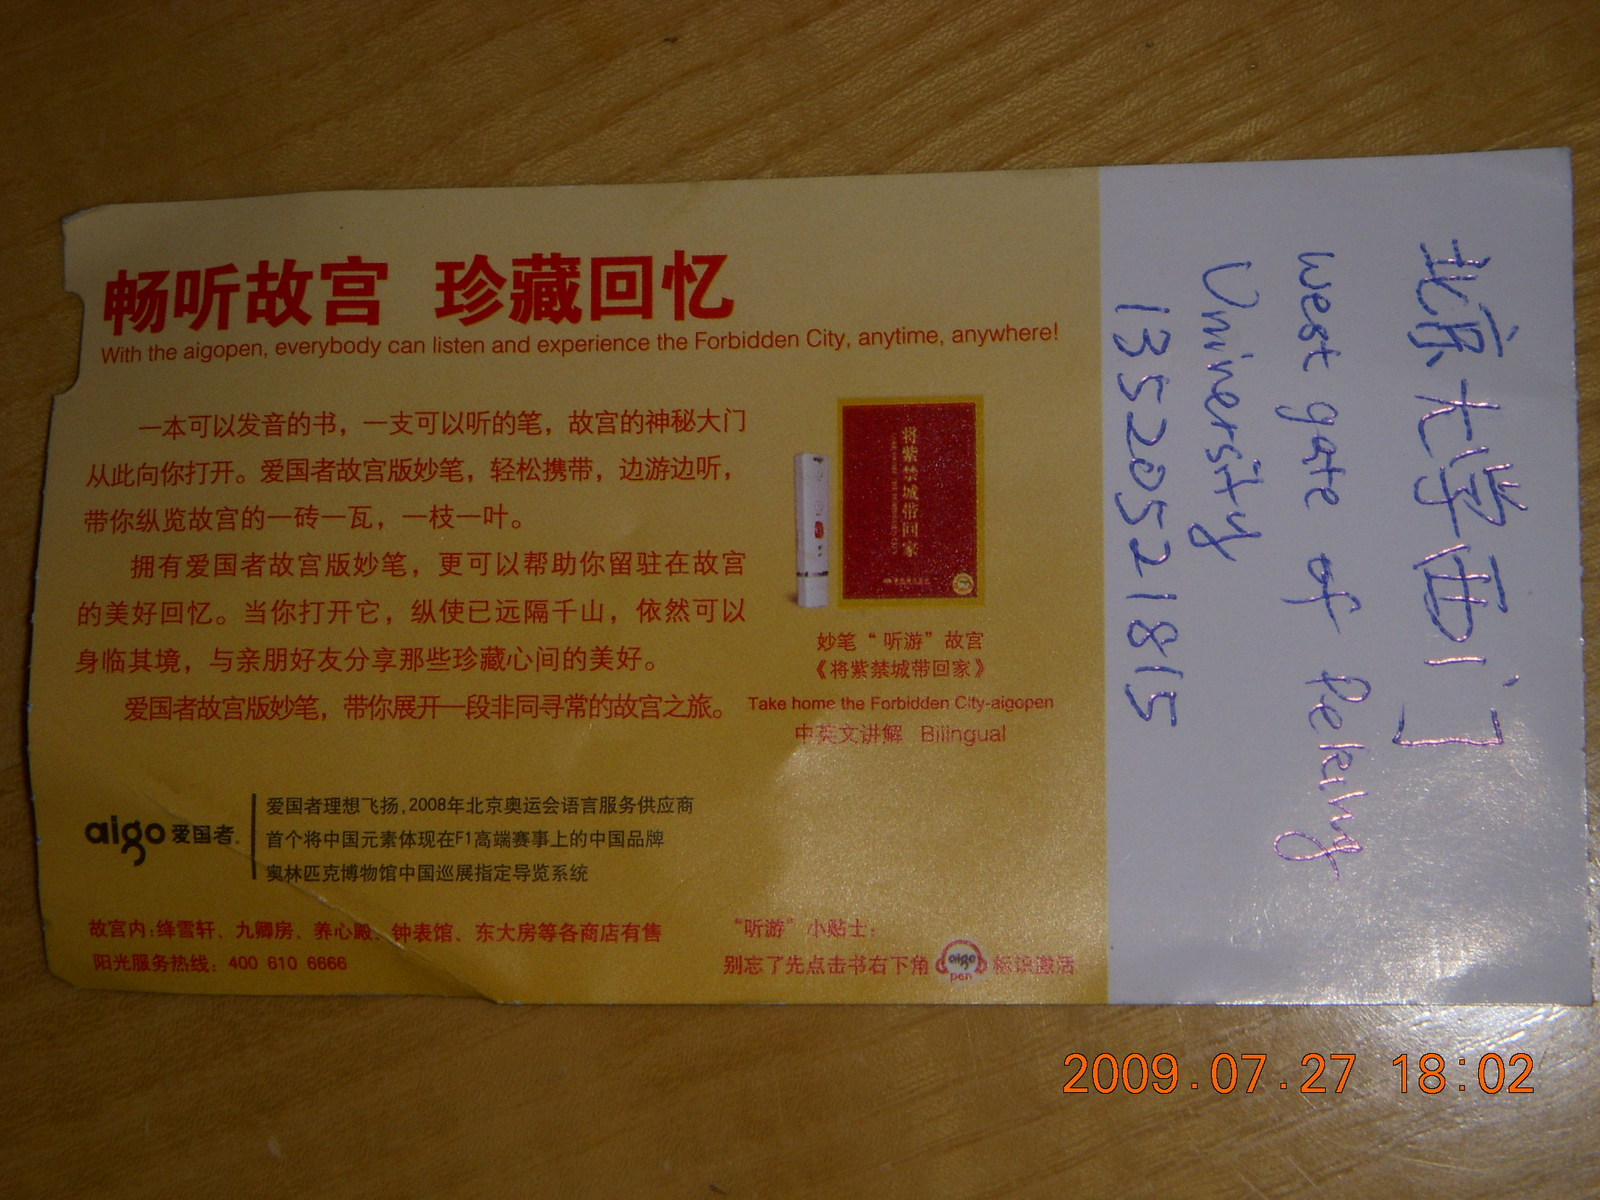 畅听故宫 珍藏回忆
With the aigopen, everybody can listen and experience the Forbidden City, anytime, anywhere!
一本可以发音的书，一支可以听的笔，故宫的神秘大门
从此向你打开。爱国者故宫版妙笔，轻松携带，边游边听，
带你纵览故宫的一砖一瓦，一枝一叶。
拥有爱国者故宫版妙笔，更可以帮助你留驻在故宫
的美好回忆。当你打开它，纵使已远隔千山，依然可以
身临其境，与亲朋好友分享那些珍藏心间的美好。
爱国者故宫版妙笔，带你展开一段非同寻常的故宫之旅。
将紫禁城带回家
妙笔“听游”故宫
《将紫禁城带回家》
Take home the Forbidden City-aigopen
中英文讲解 Bilingual
aigo 爱国者
爱国者理想飞扬,2008年北京奥运会语言服务供应商
首个将中国元素体现在F1高端赛事上的中国品牌
奥林匹克博物馆中国巡展指定导览系统
故宫内:绛雪轩、九卿房、养心殿、钟表馆、东大房等各商店有售
阳光服务热线: 400 610 6666
“听游”小贴士:
别忘了先点击书右下角 aigo pen 标识激活
北京大学西门
west gate of Peking
University
13520521815
2009.07.27 18:02